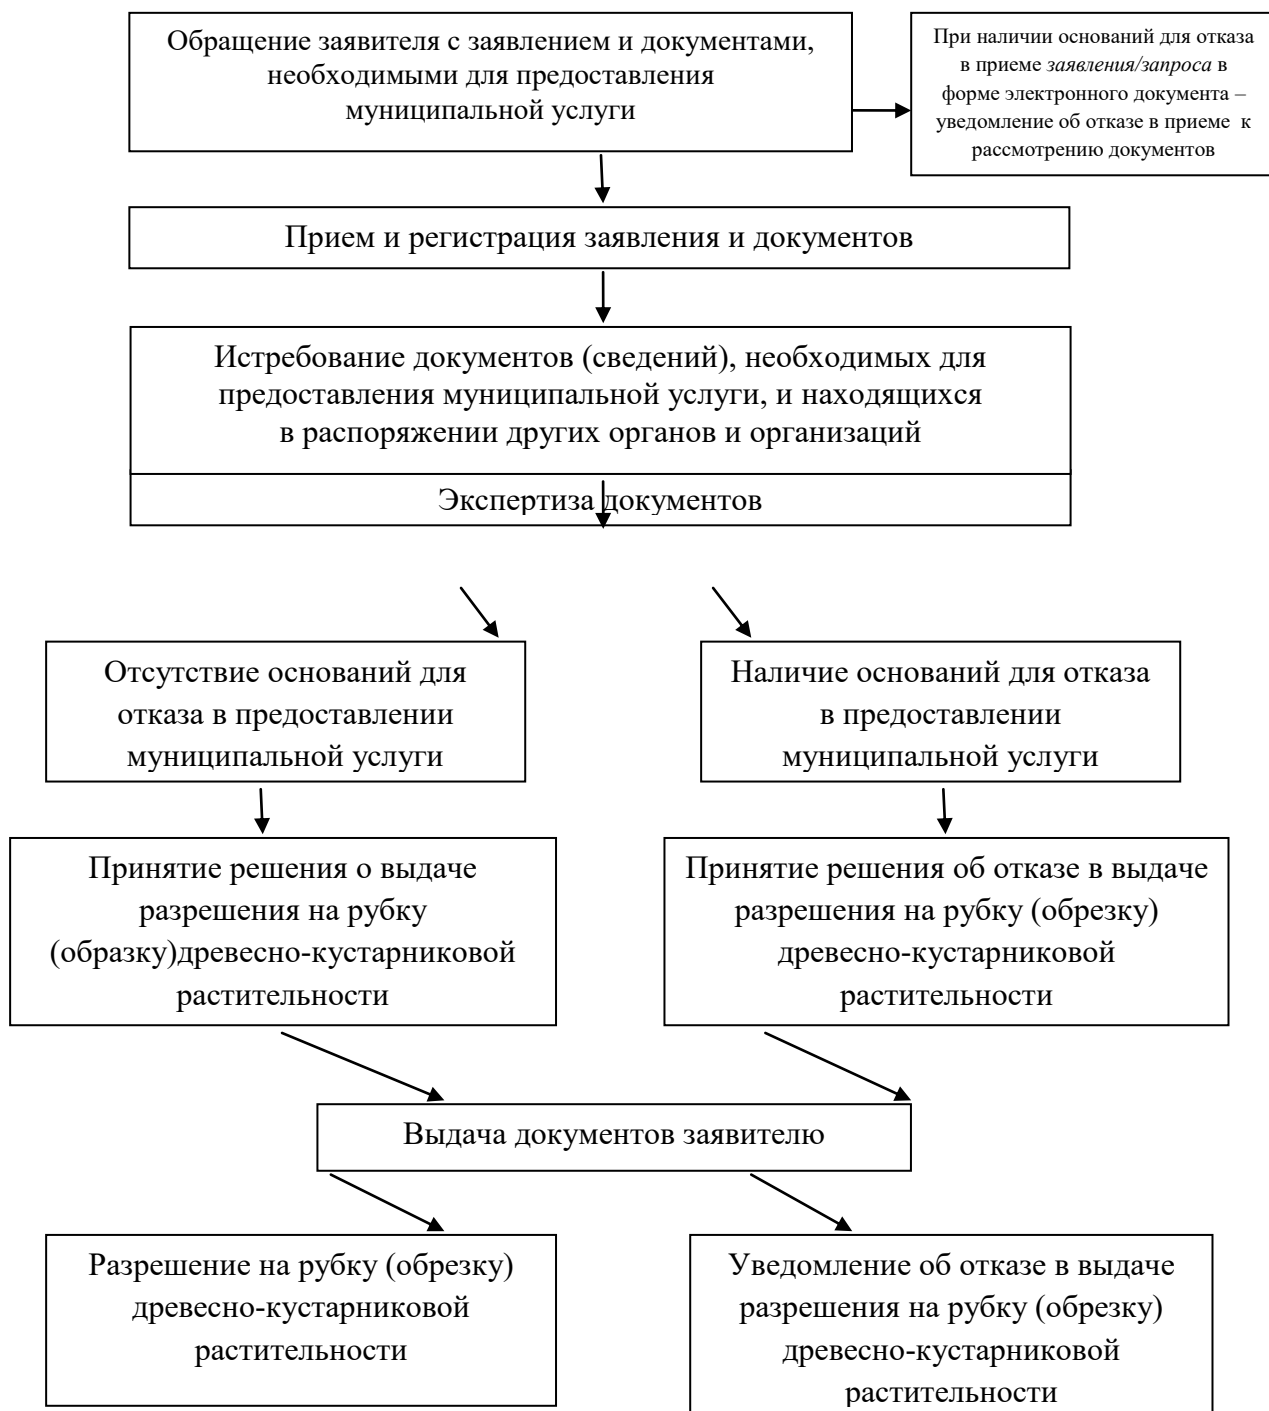 Обращение заявителя с заявлением и документами,
необходимыми для предоставления
муниципальной услуги
При наличии оснований для отказа
в приеме заявления/запроса в
форме электронного документа –
уведомление об отказе в приеме к
рассмотрению документов
Прием и регистрация заявления и документов
Истребование документов (сведений), необходимых для
предоставления муниципальной услуги, и находящихся
в распоряжении других органов и организаций
Экспертиза документов
Отсутствие оснований для
отказа в предоставлении
муниципальной услуги
Наличие оснований для отказа
в предоставлении
муниципальной услуги
Принятие решения о выдаче
разрешения на рубку
(образку)древесно-кустарниковой
растительности
Принятие решения об отказе в выдаче
разрешения на рубку (обрезку)
древесно-кустарниковой
растительности
Выдача документов заявителю
Разрешение на рубку (обрезку)
древесно-кустарниковой
растительности
Уведомление об отказе в выдаче
разрешения на рубку (обрезку)
древесно-кустарниковой
растительности